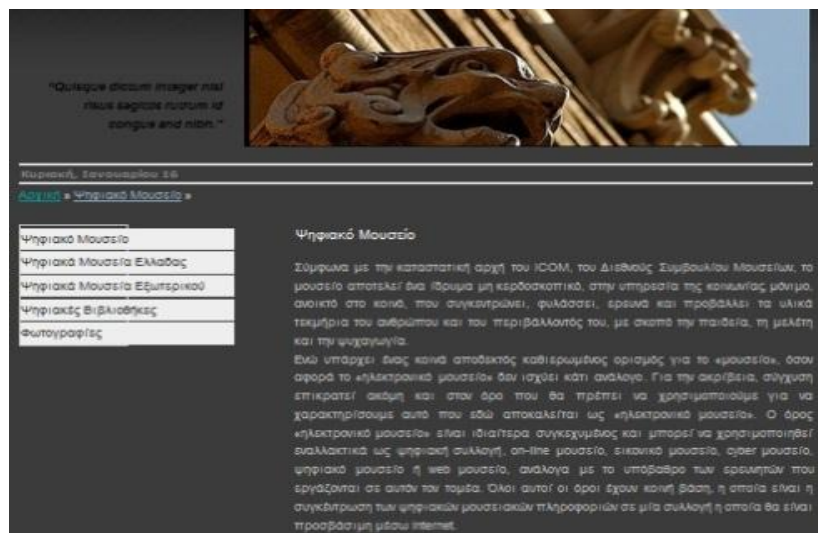 "Quisque dictum integer nisl
risus sagicos rustrum id
congue and nibh."
Κυριακή, Ιανουαρίου 16
Αρχική » Ψηφιακό Μουσείο »
Ψηφιακό Μουσείο
Ψηφιακά Μουσεία Ελλαδας
Ψηφιακά Μουσεία Εξωτερικού
Ψηφιακές Βιβλιοθήκες
Φωτογραφίες
Ψηφιακό Μουσείο
Σύμφωνα με την καταστατική αρχή του ICOM, του Διεθνούς Συμβουλίου Μουσείων, το
μουσείο αποτελεί ένα ίδρυμα μη κερδοσκοπικό, στην υπηρεσία της κοινωνίας, μόνιμο,
ανοικτό στο κοινό, που συγκεντρώνει, φυλάσσει, ερευνά και προβάλλει τα υλικά
τεκμήρια του ανθρώπου και του περιβάλλοντός του, με σκοπό την παιδεία, τη μελέτη
και την ψυχαγωγία.
Ενώ υπάρχει ένας κοινά αποδεκτός καθιερωμένος ορισμός για το «μουσείο», όσον
αφορά το «ηλεκτρονικό μουσείο» δεν ισχύει κάτι ανάλογο. Για την ακρίβεια, σύγχυση
επικρατεί ακόμη και στον όρο που θα πρέπει να χρησιμοποιούμε για να
χαρακτηρίσουμε αυτό που εδώ αποκαλείται ως «ηλεκτρονικό μουσείο». Ο όρος
«ηλεκτρονικό μουσείο» είναι ιδιαίτερα συγκεχυμένος και μπορεί να χρησιμοποιηθεί
εναλλακτικά ως ψηφιακή συλλογή, on-line μουσείο, εικονικό μουσείο, cyber μουσείο,
ψηφιακό μουσείο ή web μουσείο, ανάλογα με το υπόβαθρο των ερευνητών που
εργάζονται σε αυτόν τον τομέα. Όλοι αυτοί οι όροι έχουν κοινή βάση, η οποία είναι η
συγκέντρωση των ψηφιακών μουσειακών πληροφοριών σε μία συλλογή η οποία θα είναι
προσβάσιμη μέσω Internet.